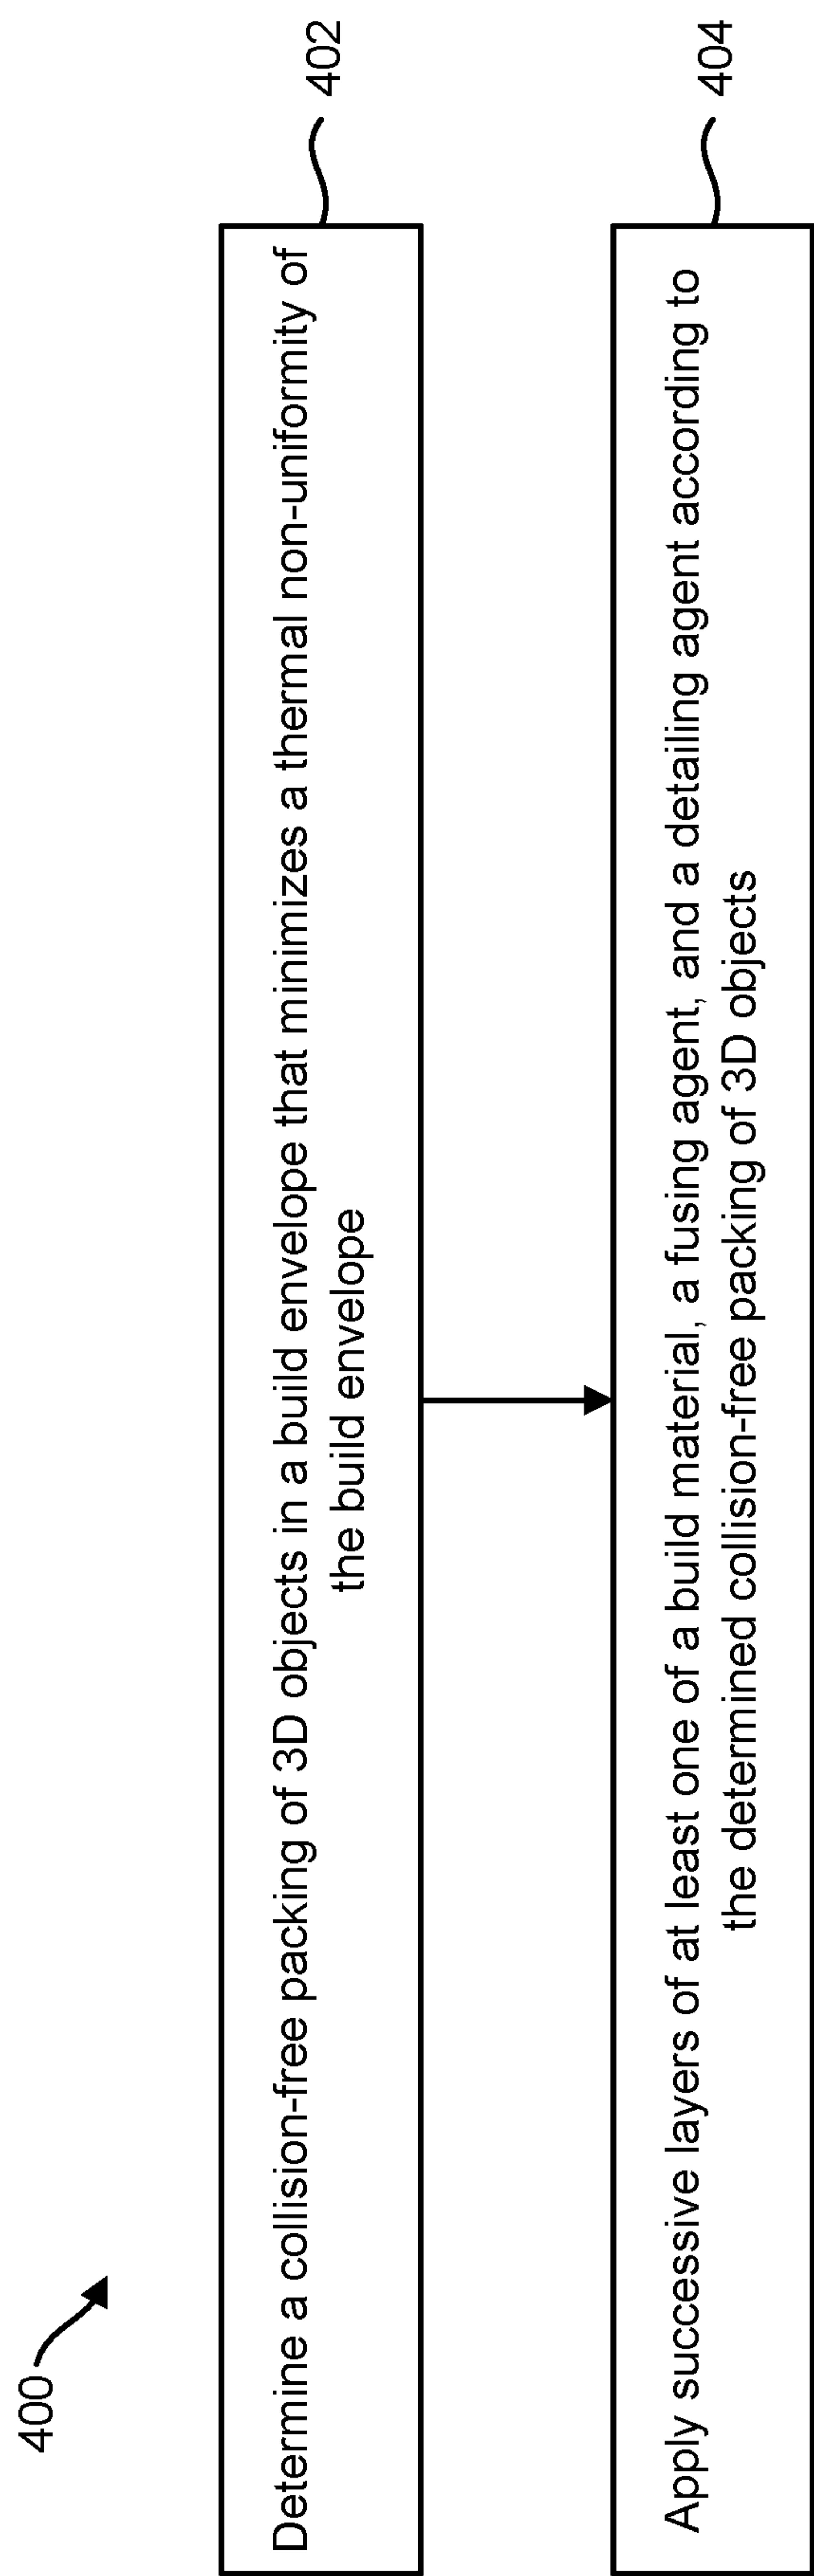 400
402
Determine a collision-free packing of 3D objects in a build envelope that minimizes a thermal non-uniformity of
the build envelope
404
Apply successive layers of at least one of a build material, a fusing agent, and a detailing agent according to
the determined collision-free packing of 3D objects